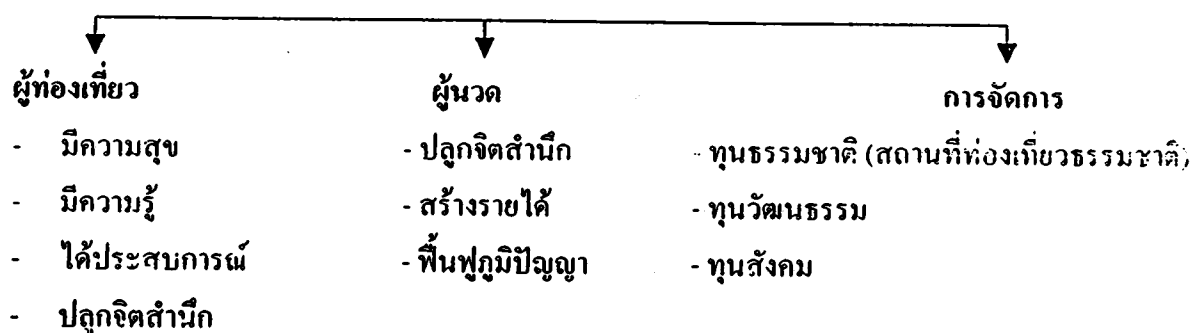 ผู้ท่องเที่ยว
- มีความสุข
- มีความรู้
- ได้ประสบการณ์
- ปลูกจิตสำนึก
ผู้นวด
- ปลูกจิตสำนึก
- สร้างรายได้
- ฟื้นฟูภูมิปัญญา
การจัดการ
- ทุนธรรมชาติ (สถานที่ท่องเที่ยวธรรมชาติ)
- ทุนวัฒนธรรม
- ทุนสังคม